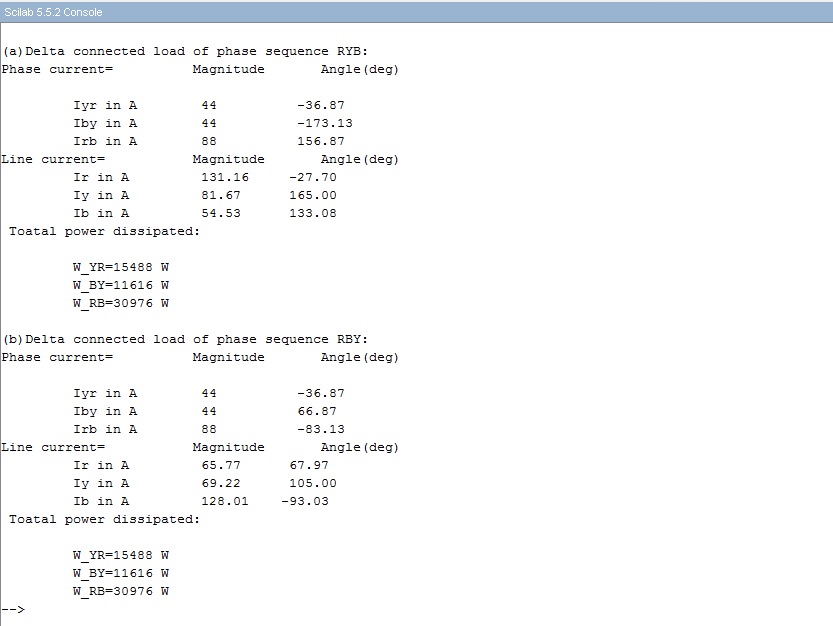 Scilab 5.5.2 Console
(a)Delta connected load of phase sequence RYB:
Phase current= Magnitude Angle(deg)
Iyr in A 44 -36.87
Iby in A 44 -173.13
Irb in A 88 156.87
Line current= Magnitude Angle(deg)
Ir in A 131.16 -27.70
Iy in A 81.67 165.00
Ib in A 54.53 133.08
Toatal power dissipated:
W_YR=15488 W
W_BY=11616 W
W_RB=30976 W
(b)Delta connected load of phase sequence RBY:
Phase current= Magnitude Angle(deg)
Iyr in A 44 -36.87
Iby in A 44 66.87
Irb in A 88 -83.13
Line current= Magnitude Angle(deg)
Ir in A 65.77 67.97
Iy in A 69.22 105.00
Ib in A 128.01 -93.03
Toatal power dissipated:
W_YR=15488 W
W_BY=11616 W
W_RB=30976 W
-->